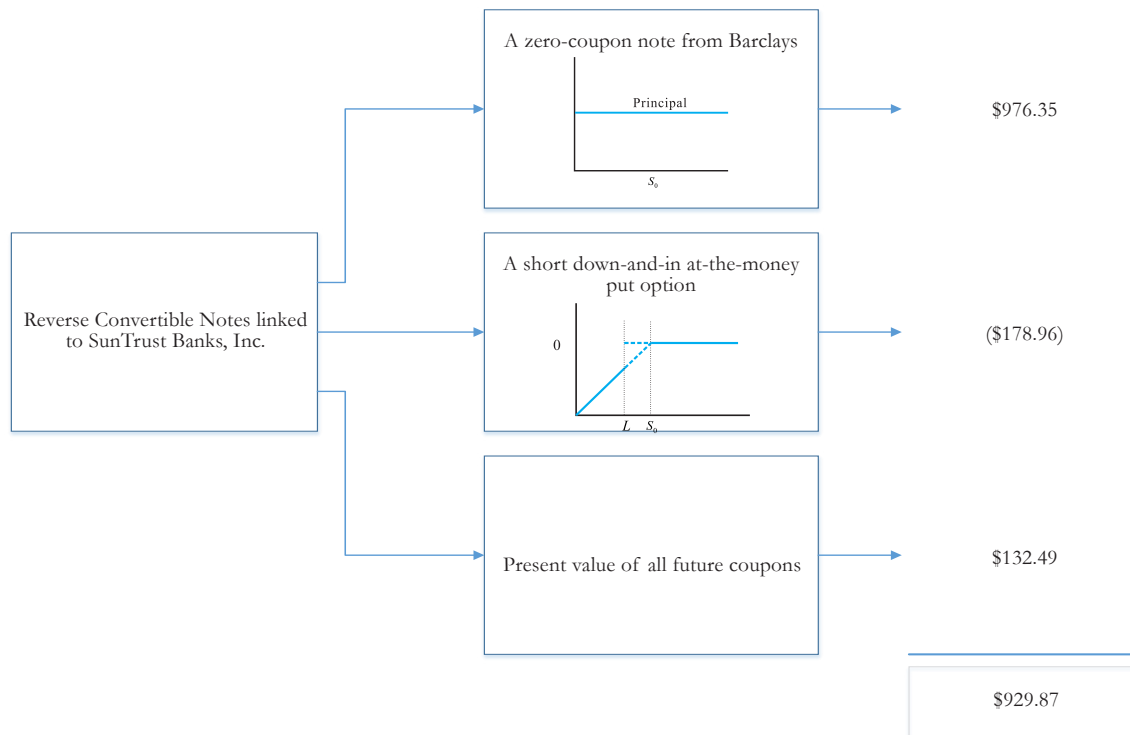 A zero-coupon note from Barclays
Principal
S₀
$976.35
Reverse Convertible Notes linked
to SunTrust Banks, Inc.
A short down-and-in at-the-money
put option
0
L S₀
($178.96)
Present value of all future coupons
$132.49
$929.87